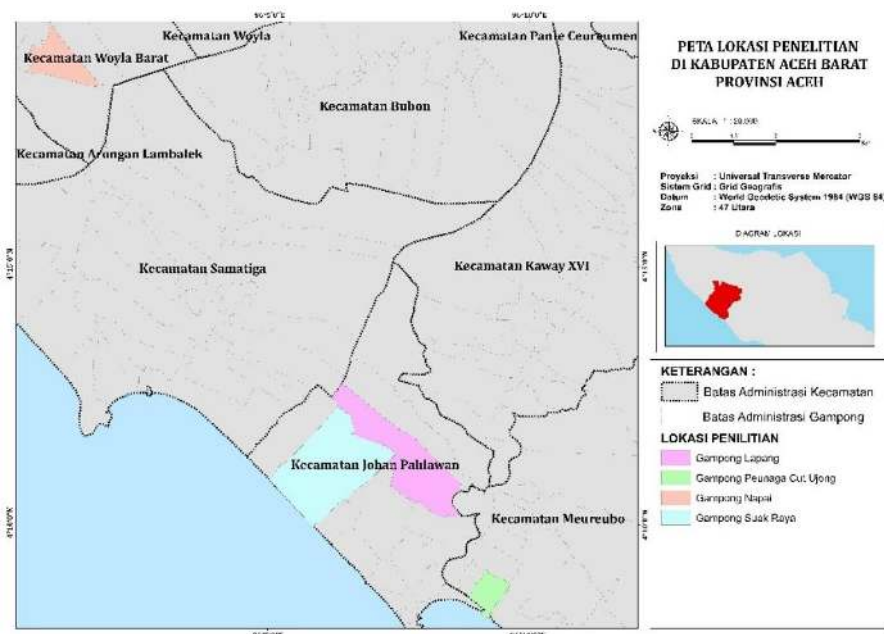 Kecamatan Woyla
Kecamatan Woyla Barat
Kecamatan Pante Ceureumen
Kecamatan Bubon
Kecamatan Arongan Lambalek
Kecamatan Samatiga
Kecamatan Kaway XVI
Kecamatan Johan Pahlawan
Kecamatan Meureubo
PETA LOKASI PENELITIAN
DI KABUPATEN ACEH BARAT
PROVINSI ACEH
SKALA
Proyeksi : Universal Transverse Mercator
Sistem Grid : Grid Geografis
Datum : World Geodetic System 1984 (WGS 84)
Zona : 47 Utara
DIAGRAM LOKASI
KETERANGAN :
Batas Administrasi Kecamatan
Batas Administrasi Gampong
LOKASI PENILITIAN
Gampong Lapang
Gampong Peunaga Cut Ujong
Gampong Napai
Gampong Suak Raya